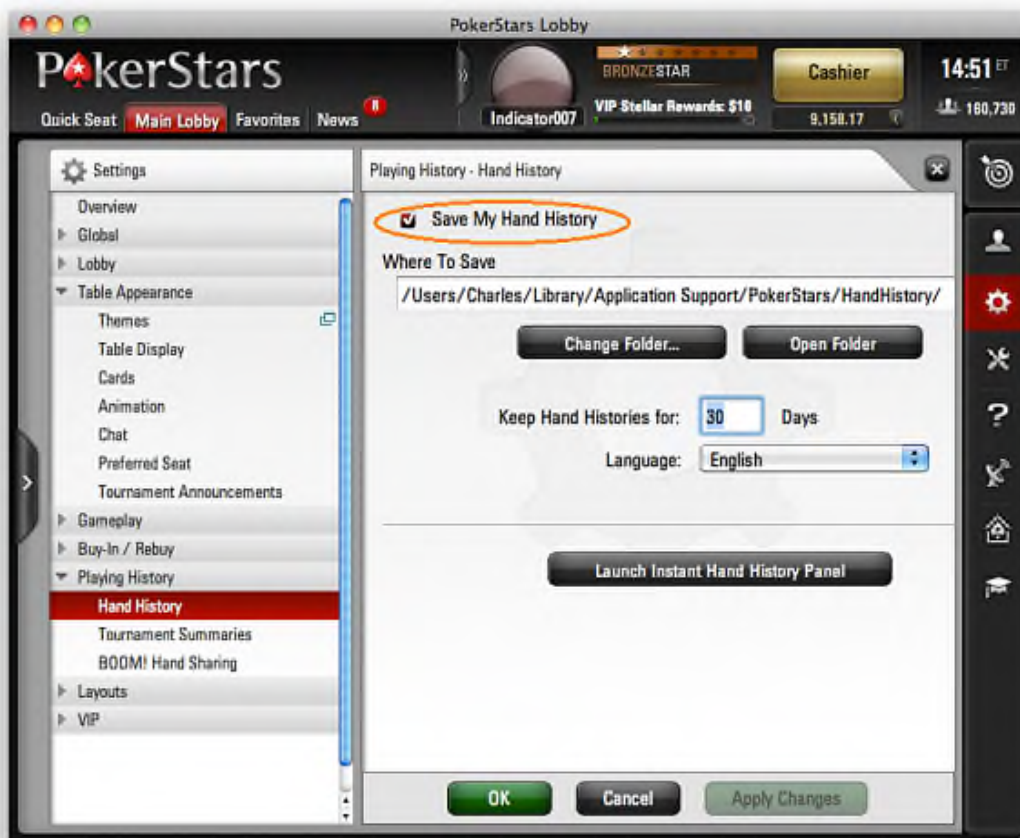 PokerStars Lobby
PokerStars
BRONZESTAR
Cashier
14:51 ET
Quick Seat Main Lobby Favorites News
Indicator007
VIP Stellar Rewards: $10
9,158.17
160,730
Settings
Playing History - Hand History
Overview
Global
Lobby
Table Appearance
Themes
Table Display
Cards
Animation
Chat
Preferred Seat
Tournament Announcements
Gameplay
Buy-In / Rebuy
Playing History
Hand History
Tournament Summaries
BOOM! Hand Sharing
Layouts
VIP
Save My Hand History
Where To Save
/Users/Charles/Library/Application Support/PokerStars/HandHistory/
Change Folder... Open Folder
Keep Hand Histories for: 30 Days
Language: English
Launch Instant Hand History Panel
OK Cancel Apply Changes